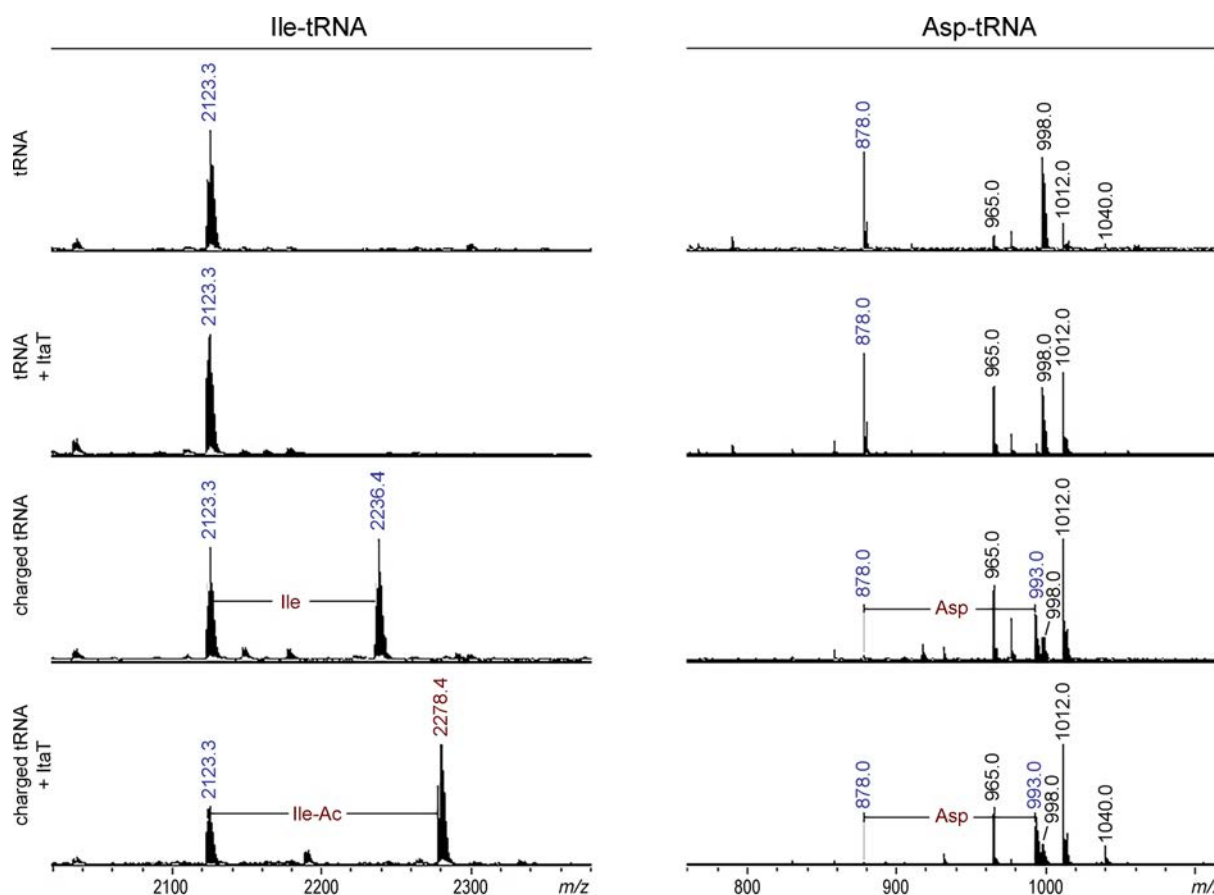 Ile-tRNA
Asp-tRNA
tRNA
2123.3
878.0
965.0
998.0
1012.0
1040.0
tRNA
+ ItaT
2123.3
878.0
965.0
998.0
1012.0
charged tRNA
2123.3
Ile
2236.4
878.0
Asp
965.0
993.0
998.0
1012.0
charged tRNA
+ ItaT
2123.3
Ile-Ac
2278.4
878.0
Asp
965.0
993.0
998.0
1012.0
1040.0
2100 2200 2300 m/z
800 900 1000 m/z